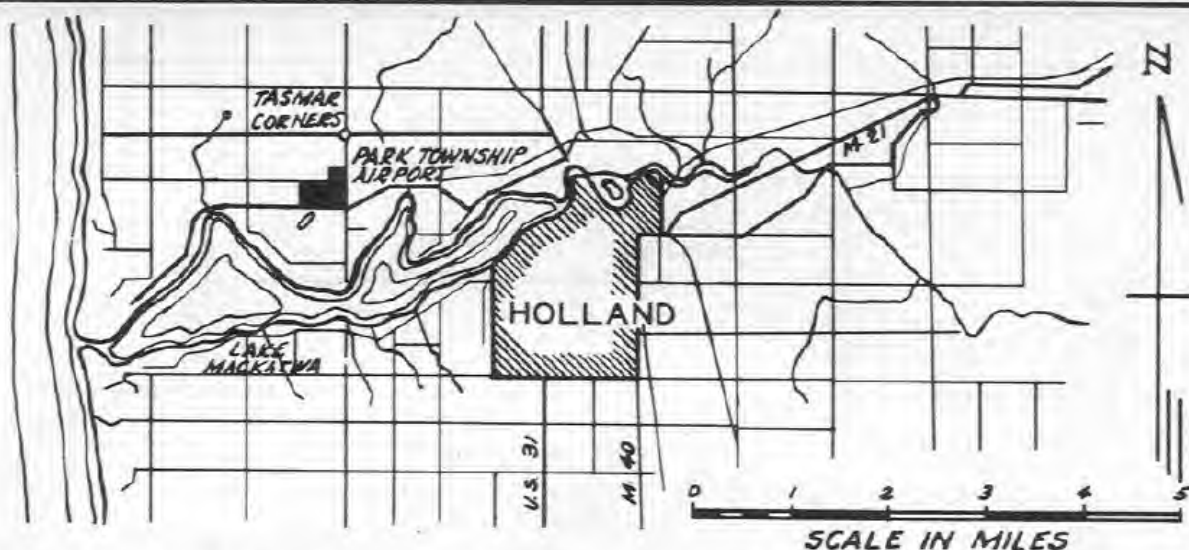 N
TASMAR
CORNERS
PARK TOWNSHIP
AIRPORT
M 21
HOLLAND
LAKE
MACKATWA
U.S. 31
M. 40
0 1 2 3 4 5
SCALE IN MILES